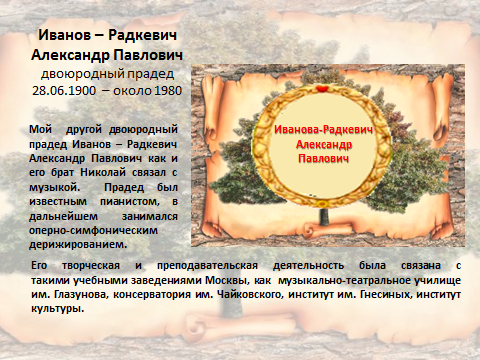 Иванов – Радкевич
Александр Павлович
двоюродный прадед
28.06.1900 – около 1980
Мой другой двоюродный
прадед Иванов – Радкевич
Александр Павлович как и
его брат Николай связал с
музыкой. Прадед был
известным пианистом, в
дальнейшем занимался
оперно-симфоническим
дерижированием.
Иванова-Радкевич
Александр
Павлович
Его творческая и преподавательская деятельность была связана с
такими учебными заведениями Москвы, как музыкально-театральное училище
им. Глазунова, консерватория им. Чайковского, институт им. Гнесиных, институт
культуры.